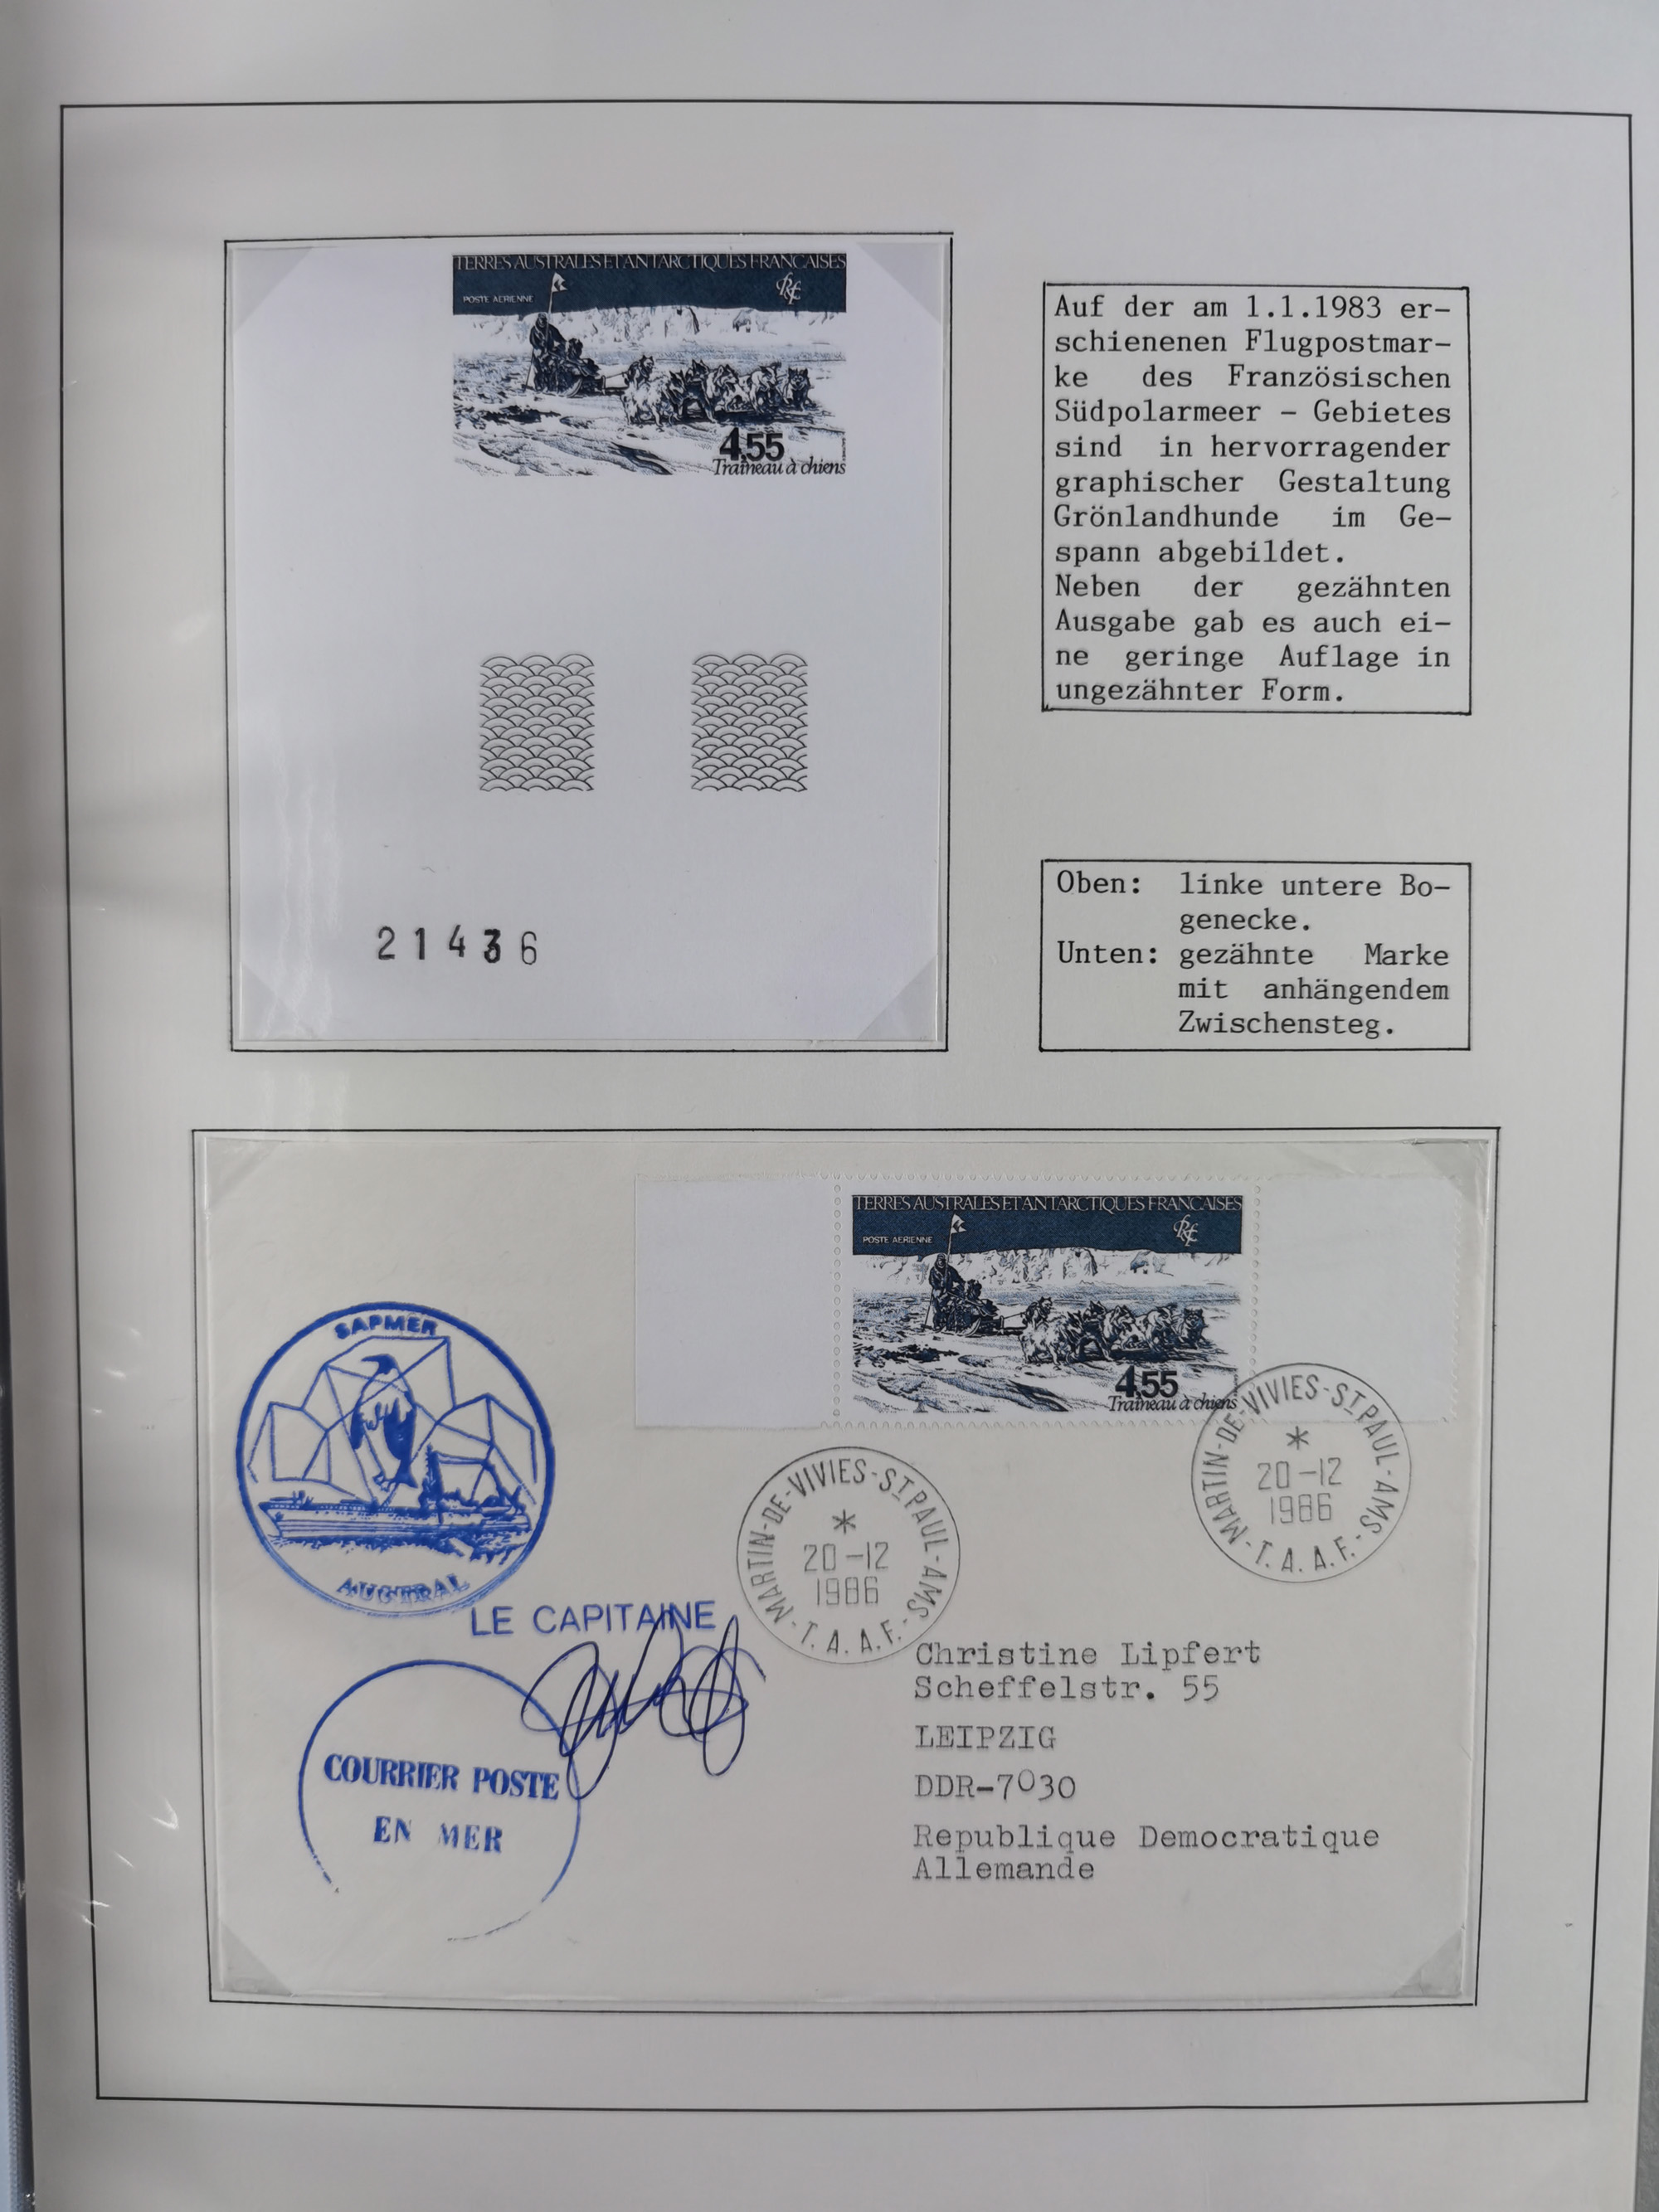 TERRES AUSTRALES ET ANTARCTIQUES FRANCAISES
POSTE AERIENNE
RF
4,55
Traîneau à chiens
21436
Auf der am 1.1.1983 er-
schienenen Flugpostmar-
ke des Französischen
Südpolarmeer - Gebietes
sind in hervorragender
graphischer Gestaltung
Grönlandhunde im Ge-
spann abgebildet.
Neben der gezähnten
Ausgabe gab es auch ei-
ne geringe Auflage in
ungezähnter Form.
Oben: linke untere Bo-
genecke.
Unten: gezähnte Marke
mit anhängendem
Zwischensteg.
TERRES AUSTRALES ET ANTARCTIQUES FRANCAISES
POSTE AERIENNE
RF
4,55
Traîneau à chiens
SAPMER
AUSTRAL
MARTIN-DE-VIVIES-ST PAUL-AMS-
* 
20-12
1986
T.A.A.F.
MARTIN-DE-VIVIES-ST PAUL-AMS-
*
20-12
1986
T.A.A.F.
LE CAPITAINE
COURRIER POSTE
EN MER
Christine Lipfert
Scheffelstr. 55
LEIPZIG
DDR-7030
Republique Democratique
Allemande